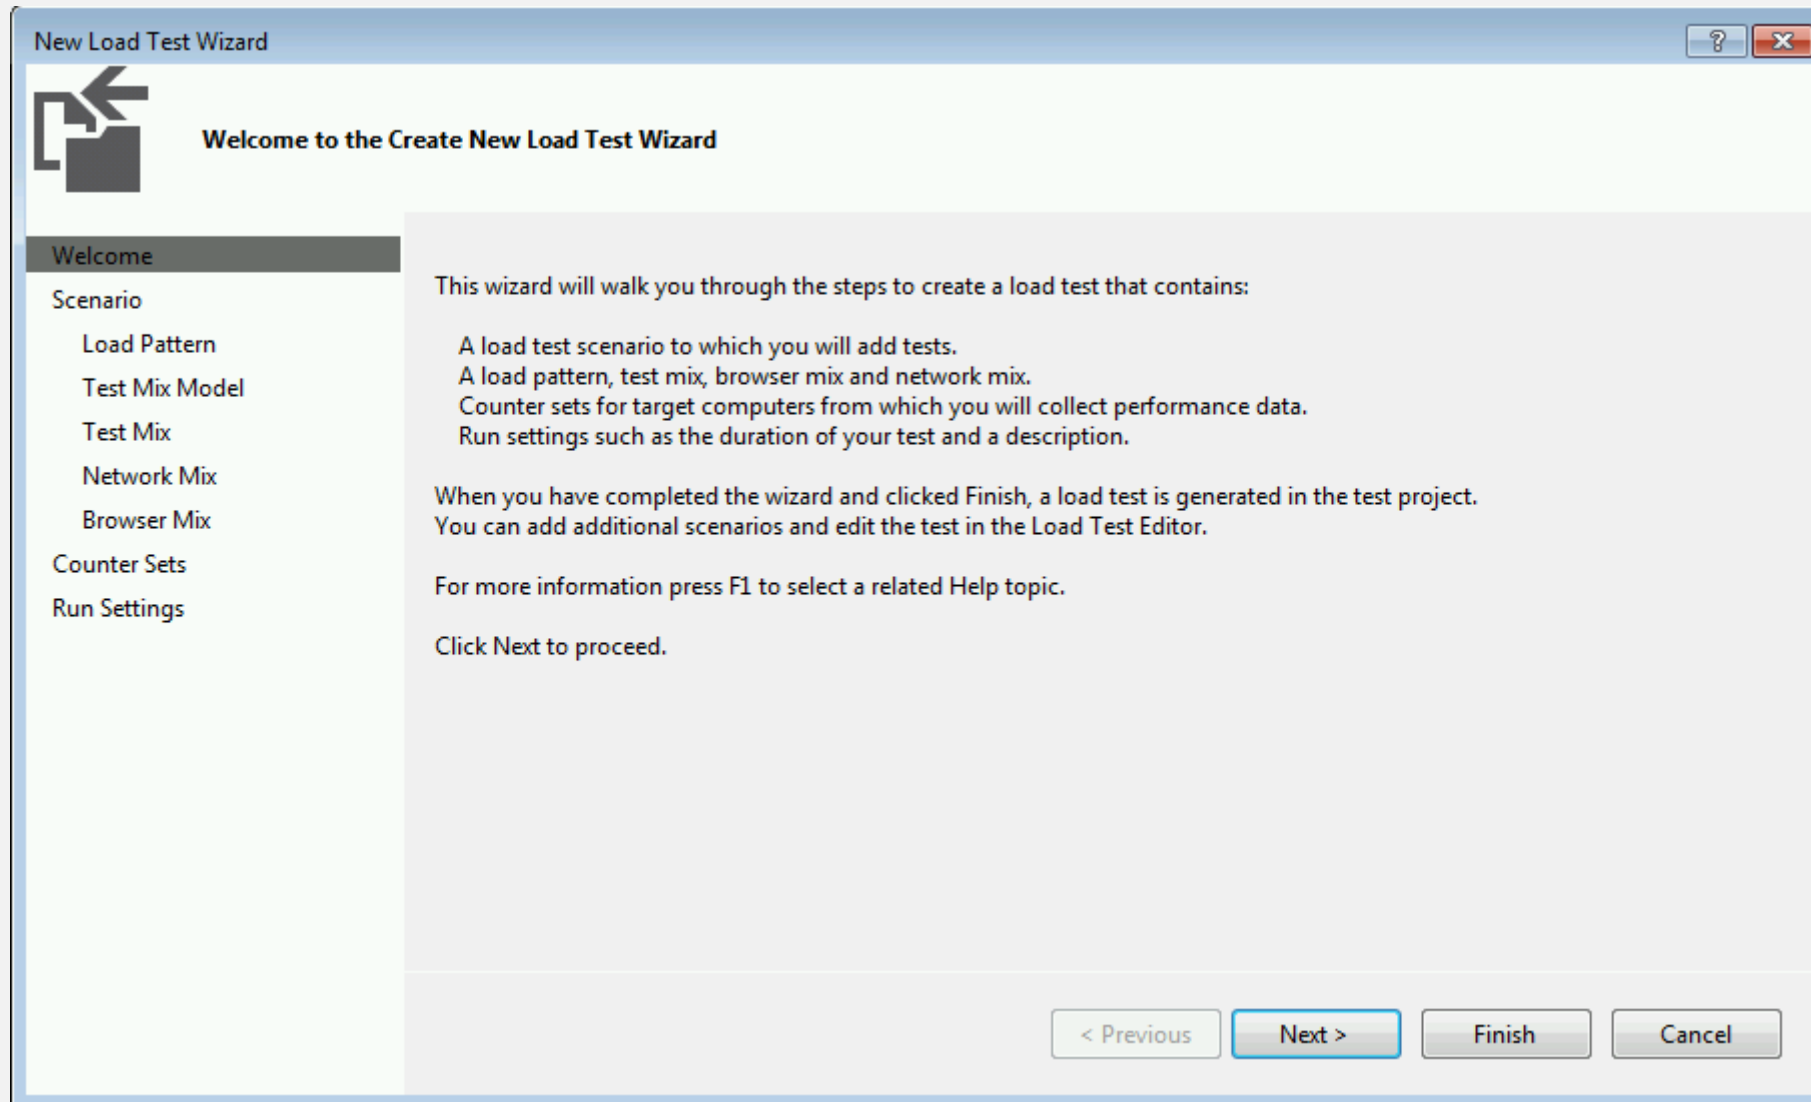 New Load Test Wizard
?
Welcome to the Create New Load Test Wizard
Welcome
Scenario
Load Pattern
Test Mix Model
Test Mix
Network Mix
Browser Mix
Counter Sets
Run Settings
This wizard will walk you through the steps to create a load test that contains:
A load test scenario to which you will add tests.
A load pattern, test mix, browser mix and network mix.
Counter sets for target computers from which you will collect performance data.
Run settings such as the duration of your test and a description.
When you have completed the wizard and clicked Finish, a load test is generated in the test project.
You can add additional scenarios and edit the test in the Load Test Editor.
For more information press F1 to select a related Help topic.
Click Next to proceed.
< Previous
Next >
Finish
Cancel